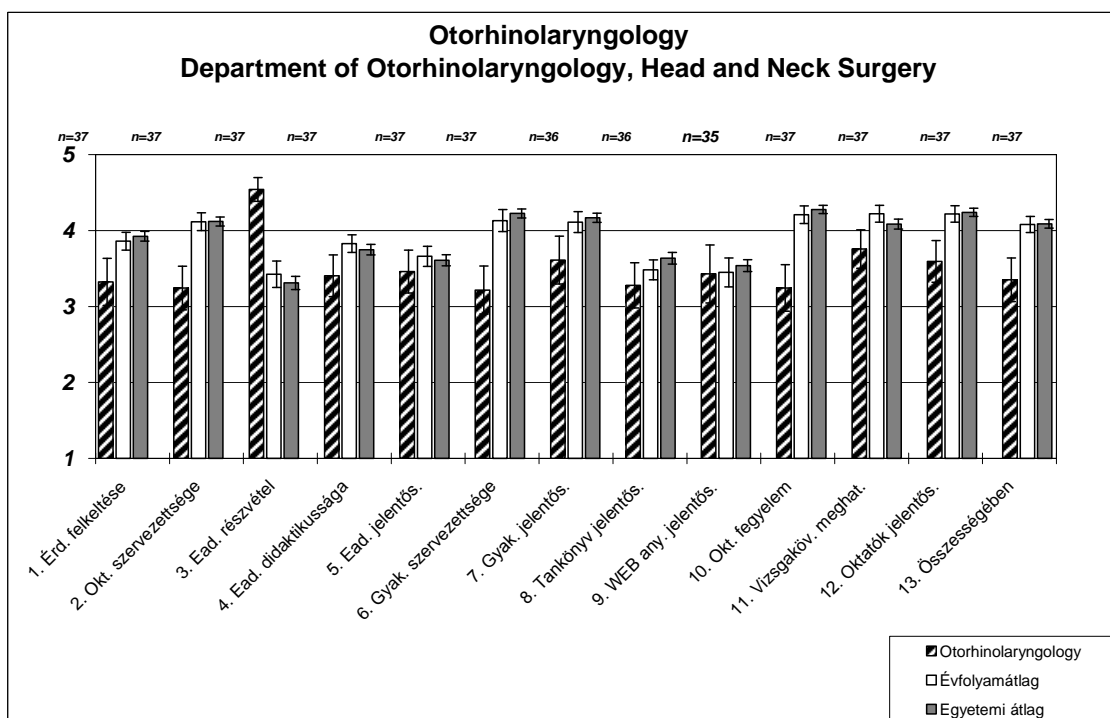 Otorhinolaryngology
Department of Otorhinolaryngology, Head and Neck Surgery
n=37 n=37 n=37 n=37 n=37 n=37 n=36 n=36 n=35 n=37 n=37 n=37 n=37
5
4
3
2
1
1. Érd. felkeltése
2. Okt. szervezettsége
3. Ead. részvétel
4. Ead. didaktikussága
5. Ead. jelentős.
6. Gyak. szervezettsége
7. Gyak. jelentős.
8. Tankönyv jelentős.
9. WEB any. jelentős.
10. Okt. fegyelem
11. Vizsgaköv. meghat.
12. Oktatók jelentős.
13. Összességében
Otorhinolaryngology
Évfolyamátlag
Egyetemi átlag